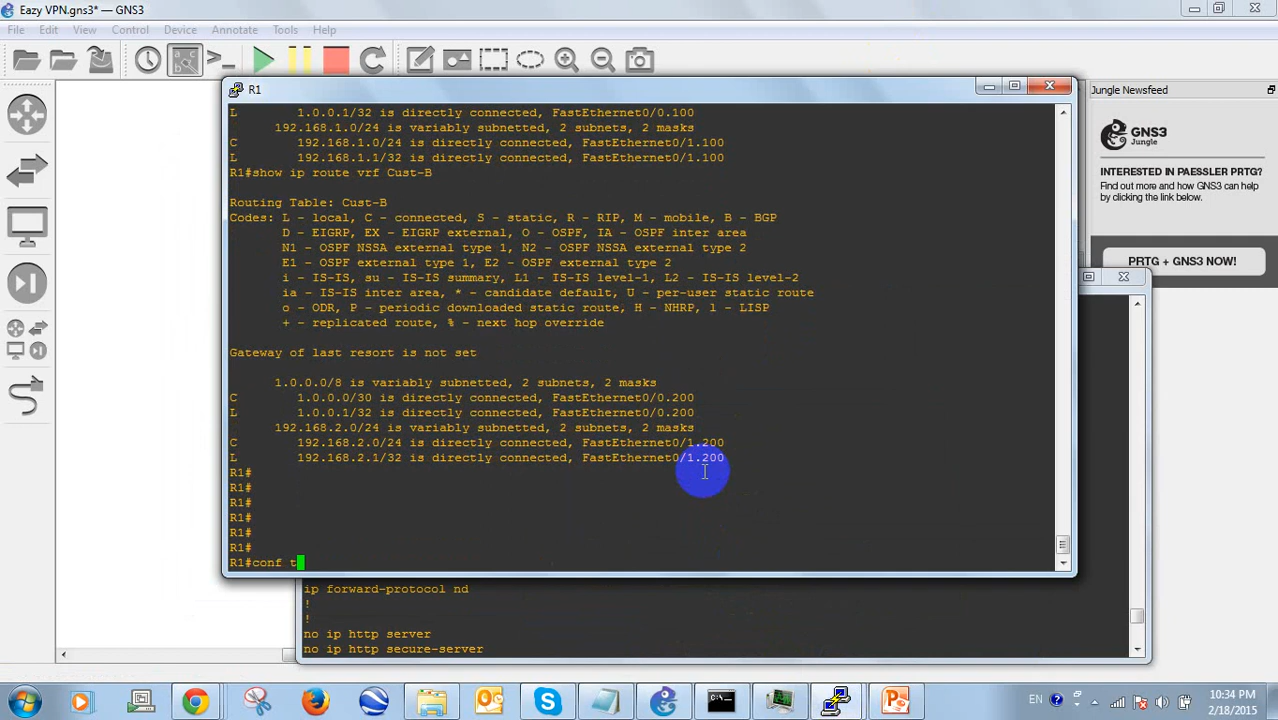 Eazy VPN.gns3* — GNS3
File Edit View Control Device Annotate Tools Help
R1
L 1.0.0.1/32 is directly connected, FastEthernet0/0.100
192.168.1.0/24 is variably subnetted, 2 subnets, 2 masks
C 192.168.1.0/24 is directly connected, FastEthernet0/1.100
L 192.168.1.1/32 is directly connected, FastEthernet0/1.100
R1#show ip route vrf Cust-B
Routing Table: Cust-B
Codes: L - local, C - connected, S - static, R - RIP, M - mobile, B - BGP
D - EIGRP, EX - EIGRP external, O - OSPF, IA - OSPF inter area
N1 - OSPF NSSA external type 1, N2 - OSPF NSSA external type 2
E1 - OSPF external type 1, E2 - OSPF external type 2
i - IS-IS, su - IS-IS summary, L1 - IS-IS level-1, L2 - IS-IS level-2
ia - IS-IS inter area, * - candidate default, U - per-user static route
o - ODR, P - periodic downloaded static route, H - NHRP, l - LISP
+ - replicated route, % - next hop override
Gateway of last resort is not set
1.0.0.0/8 is variably subnetted, 2 subnets, 2 masks
C 1.0.0.0/30 is directly connected, FastEthernet0/0.200
L 1.0.0.1/32 is directly connected, FastEthernet0/0.200
192.168.2.0/24 is variably subnetted, 2 subnets, 2 masks
C 192.168.2.0/24 is directly connected, FastEthernet0/1.200
L 192.168.2.1/32 is directly connected, FastEthernet0/1.200
R1#
R1#
R1#
R1#
R1#
R1#
R1#conf t
ip forward-protocol nd
!
!
no ip http server
no ip http secure-server
Jungle Newsfeed
GNS3
Jungle
INTERESTED IN PAESSLER PRTG?
Find out more and how GNS3 can help
by clicking the link below.
PRTG + GNS3 NOW!
EN
10:34 PM
2/18/2015